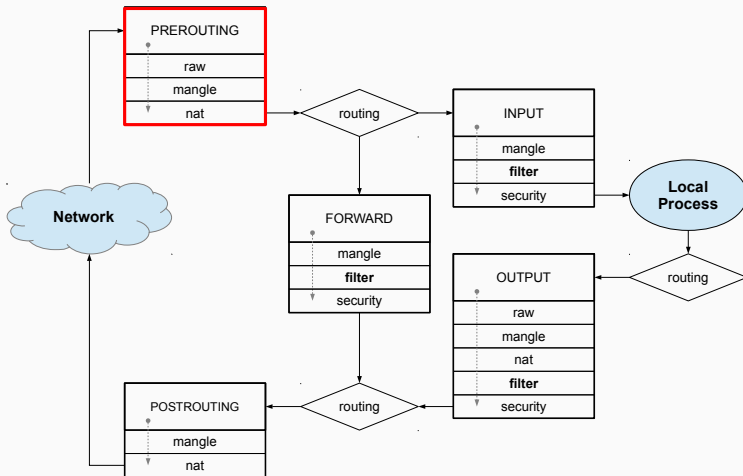 PREROUTING
raw
mangle
nat
routing
INPUT
mangle
filter
security
Local
Process
Network
FORWARD
mangle
filter
security
routing
OUTPUT
raw
mangle
nat
filter
security
routing
POSTROUTING
mangle
nat